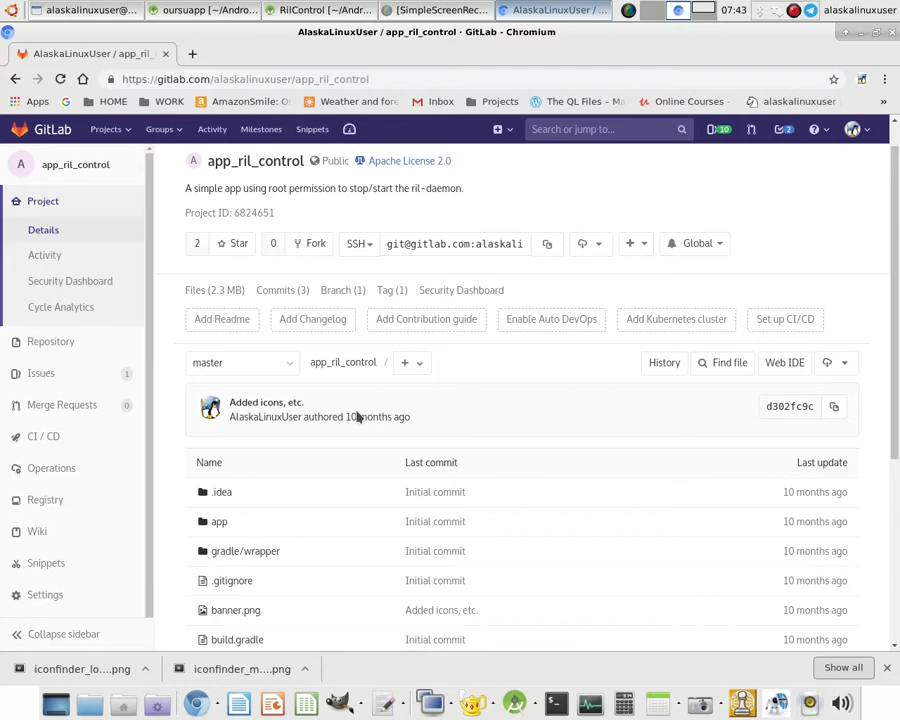 alaskalinuxuser@...
oursuapp [~/Andro...
RilControl [~/Andr...
[SimpleScreenRec...
AlaskaLinuxUser / ...
07:43
alaskalinuxuser
AlaskaLinuxUser / app_ril_control · GitLab - Chromium
AlaskaLinuxUser / app_ril_
https://gitlab.com/alaskalinuxuser/app_ril_control
Apps
HOME
WORK
AmazonSmile: On
Weather and fore
Inbox
Projects
The QL Files – Ma
Online Courses -
alaskalinuxuser
»
GitLab
Projects
Groups
Activity
Milestones
Snippets
Search or jump to...
10
2
A app_ril_control
Project
Details
Activity
Security Dashboard
Cycle Analytics
Repository
Issues 1
Merge Requests 0
CI / CD
Operations
Registry
Wiki
Snippets
Settings
Collapse sidebar
A app_ril_control Public Apache License 2.0
A simple app using root permission to stop/start the ril-daemon.
Project ID: 6824651
2 Star 0 Fork SSH git@gitlab.com:alaskali Global
Files (2.3 MB) Commits (3) Branch (1) Tag (1) Security Dashboard
Add Readme Add Changelog Add Contribution guide Enable Auto DevOps Add Kubernetes cluster Set up CI/CD
master app_ril_control / + History Find file Web IDE
Added icons, etc.
AlaskaLinuxUser authored 10 months ago
d302fc9c
Name Last commit Last update
.idea Initial commit 10 months ago
app Initial commit 10 months ago
gradle/wrapper Initial commit 10 months ago
.gitignore Initial commit 10 months ago
banner.png Added icons, etc. 10 months ago
build.gradle Initial commit 10 months ago
iconfinder_lo....png
iconfinder_m....png
Show all